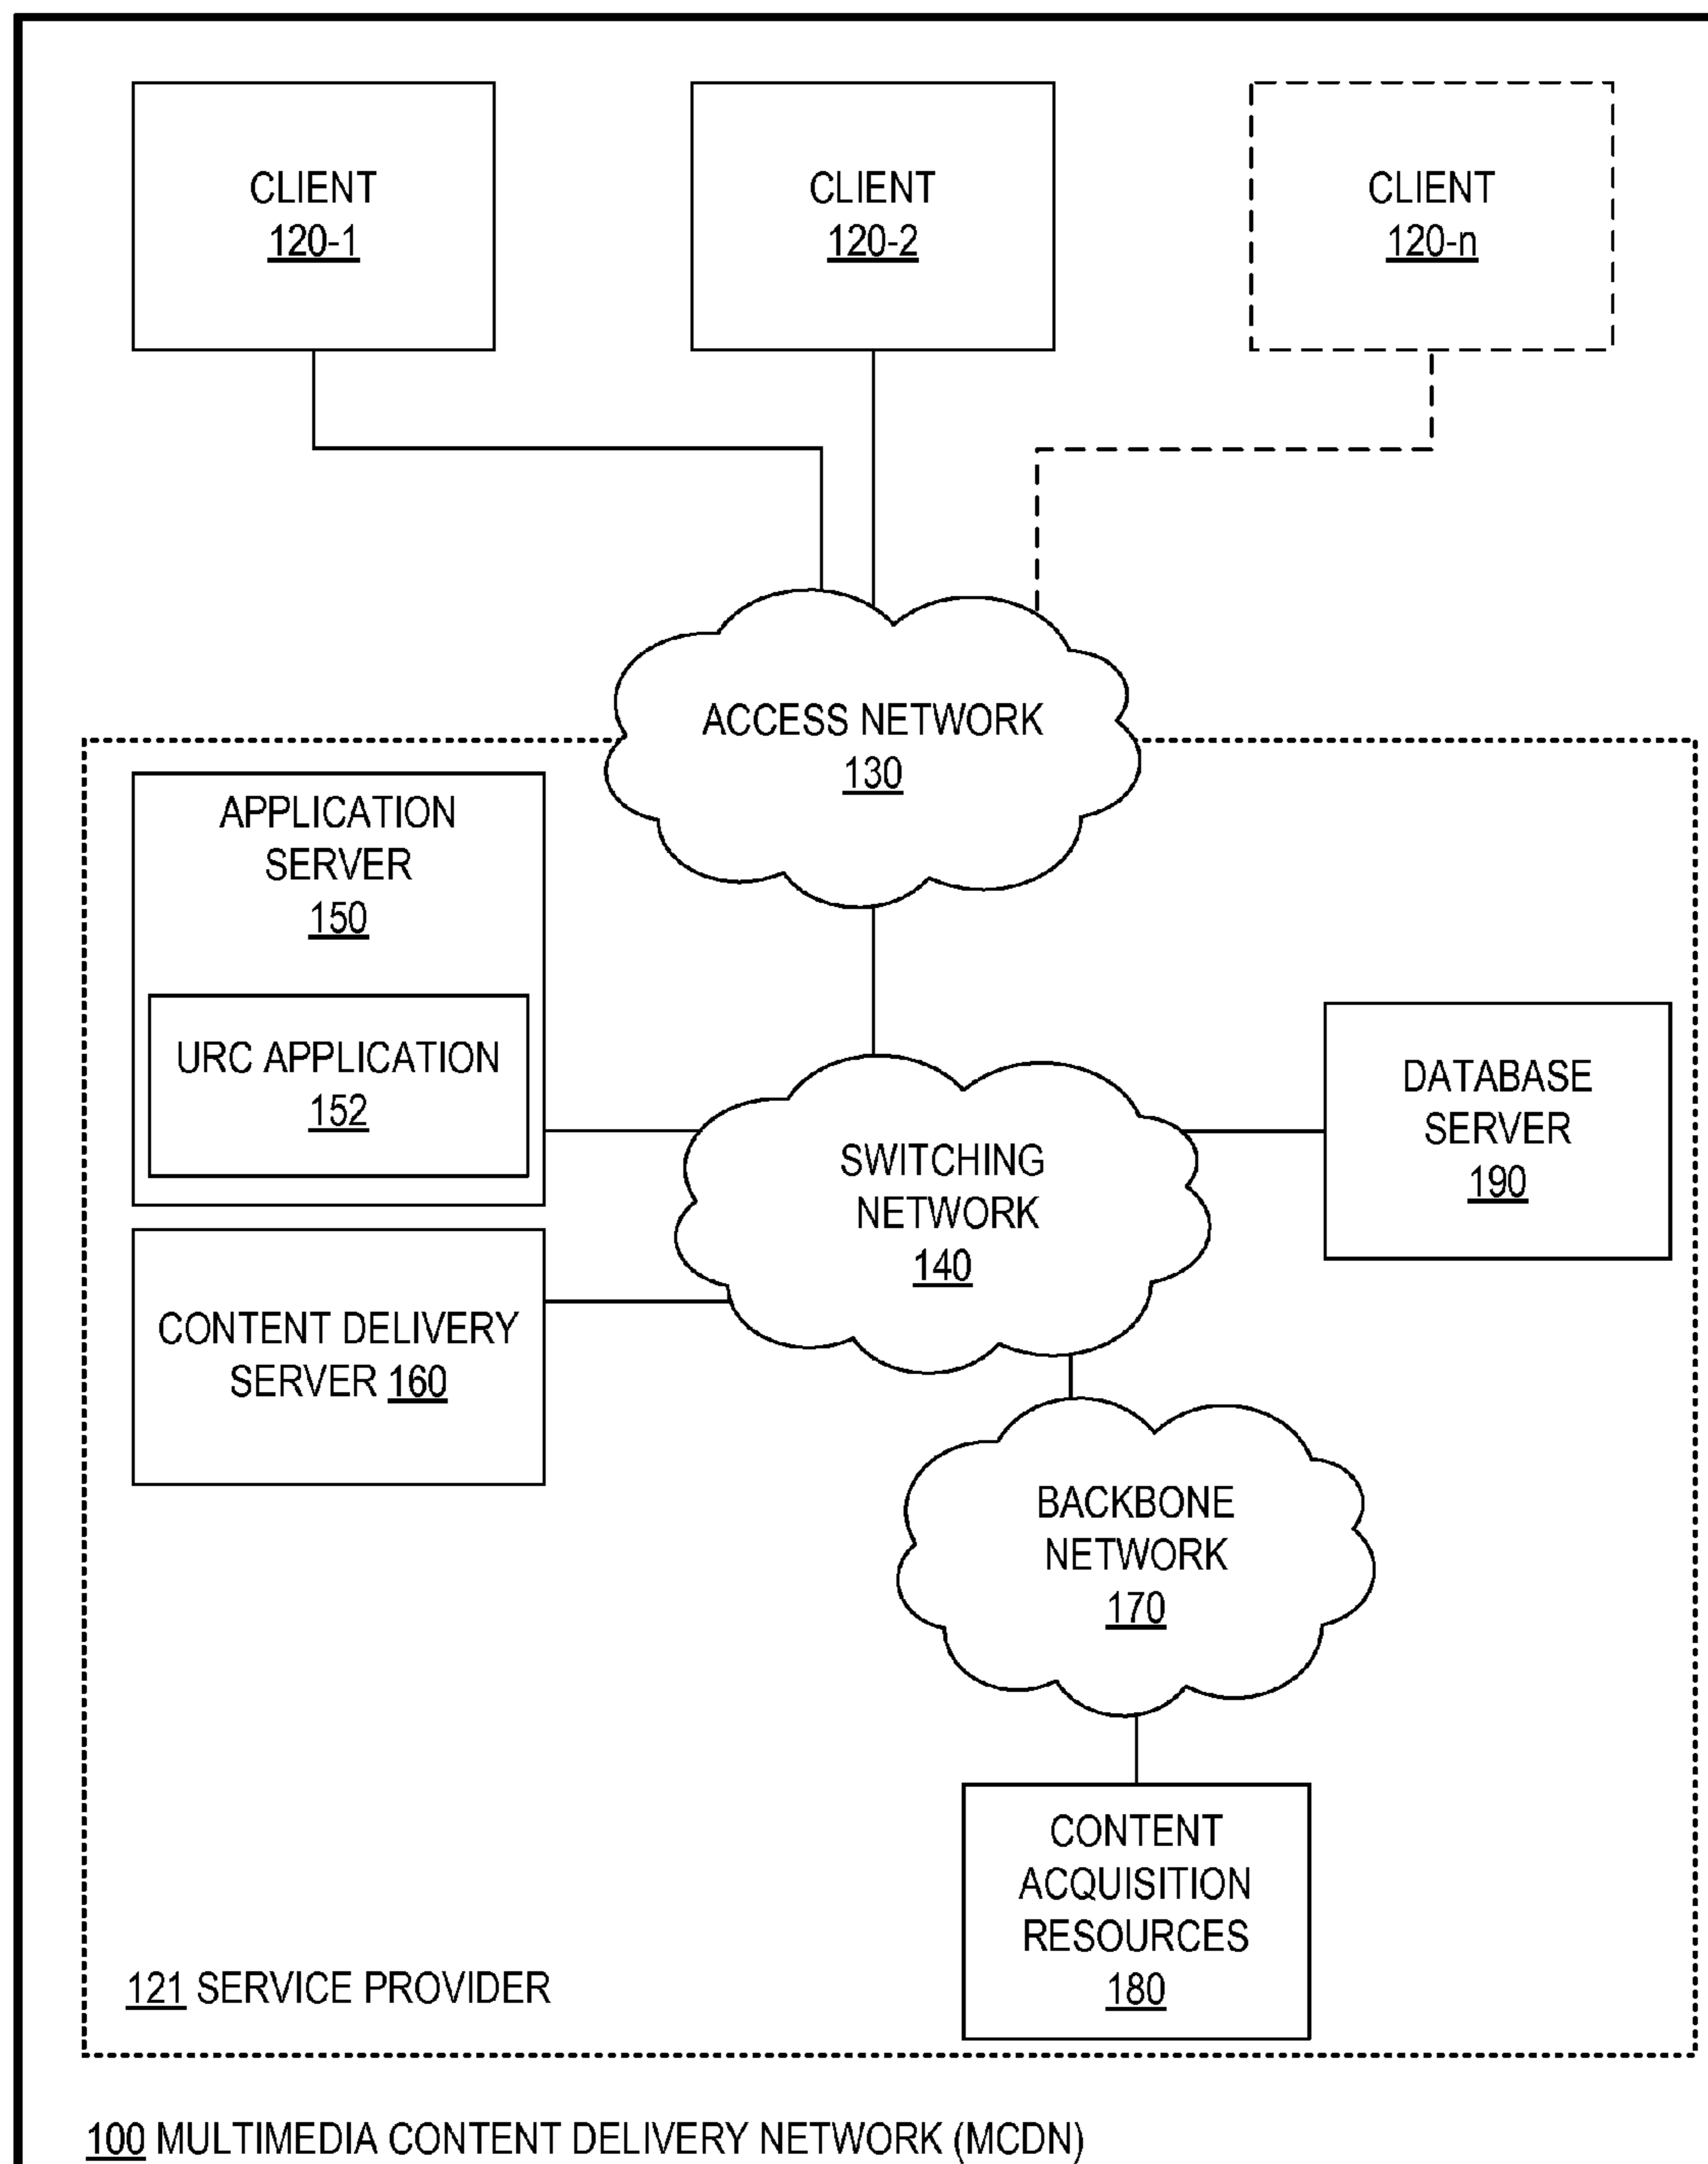 CLIENT
120-1
CLIENT
120-2
CLIENT
120-n
ACCESS NETWORK
130
APPLICATION
SERVER
150
URC APPLICATION
152
SWITCHING
NETWORK
140
DATABASE
SERVER
190
CONTENT DELIVERY
SERVER 160
BACKBONE
NETWORK
170
CONTENT
ACQUISITION
RESOURCES
180
121 SERVICE PROVIDER
100 MULTIMEDIA CONTENT DELIVERY NETWORK (MCDN)